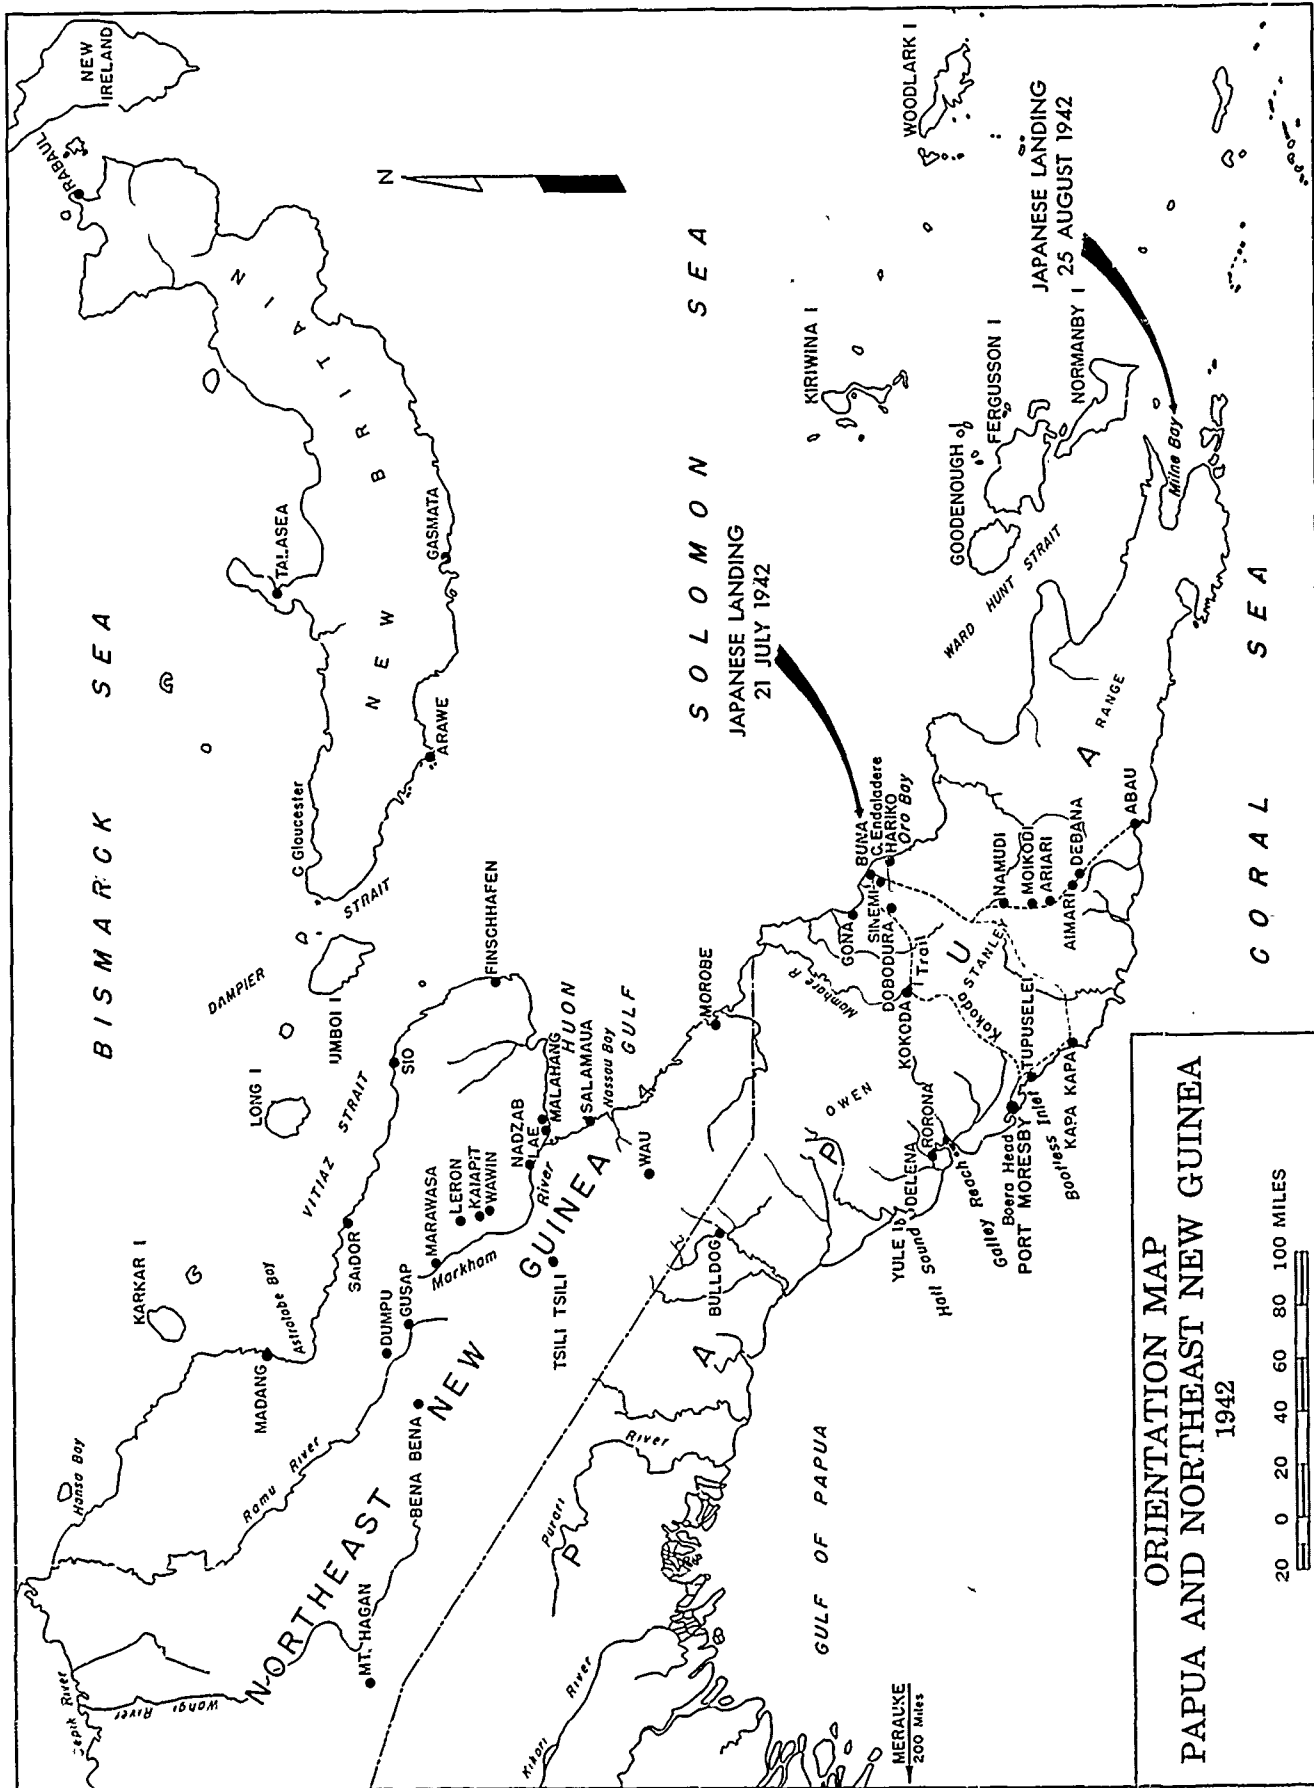 NEW
IRELAND
RABAUL
N
BISMARCK SEA
TALASEA
NEW BRITAIN
GASMATA
C Gloucester
ARAWE
DAMPIER
STRAIT
UMBOI I
LONG I
VITIAZ STRAIT
KARKAR I
Hansa Bay
Astrolabe Bay
MADANG
SAIDOR
SIO
FINSCHHAFEN
Sepik River
Wangi
River
Ramu River
DUMPU
GUSAP
BENA BENA
MT. HAGAN
MARAWASA
LERON
KAIAPIT
WAWIN
Markham
River
NADZAB
LAE
MALAHANG
HUON
GULF
SALAMAUA
Nassau Bay
TSILI TSILI
WAU
MOROBE
NORTHEAST NEW GUINEA
SOLOMON SEA
JAPANESE LANDING
21 JULY 1942
JAPANESE LANDING
25 AUGUST 1942
WOODLARK I
KIRIWINA I
GOODENOUGH I
FERGUSSON I
NORMANBY I
WARD HUNT STRAIT
Milne Bay
BUNA
C. Endaiadere
HARIKO
Oro Bay
GONA
SINEMI
DOBODURA
Mambare R
KOKODA
Trail
Kokoda
OWEN
STANLEY
RANGE
NAMUDI
MOIKODI
ARIARI
AIMARI
DEBANA
ABAU
PAPUA
BULLDOG
Purari
River
Kikori River
YULE I
Hall Sound
DELENA
RORONA
Galley Reach
Boera Head
PORT MORESBY
TUPUSELEI
Bootless Inlet
KAPA KAPA
GULF OF PAPUA
CORAL SEA
MERAUKE
200 Miles
ORIENTATION MAP
PAPUA AND NORTHEAST NEW GUINEA
1942
20 0 20 40 60 80 100 MILES